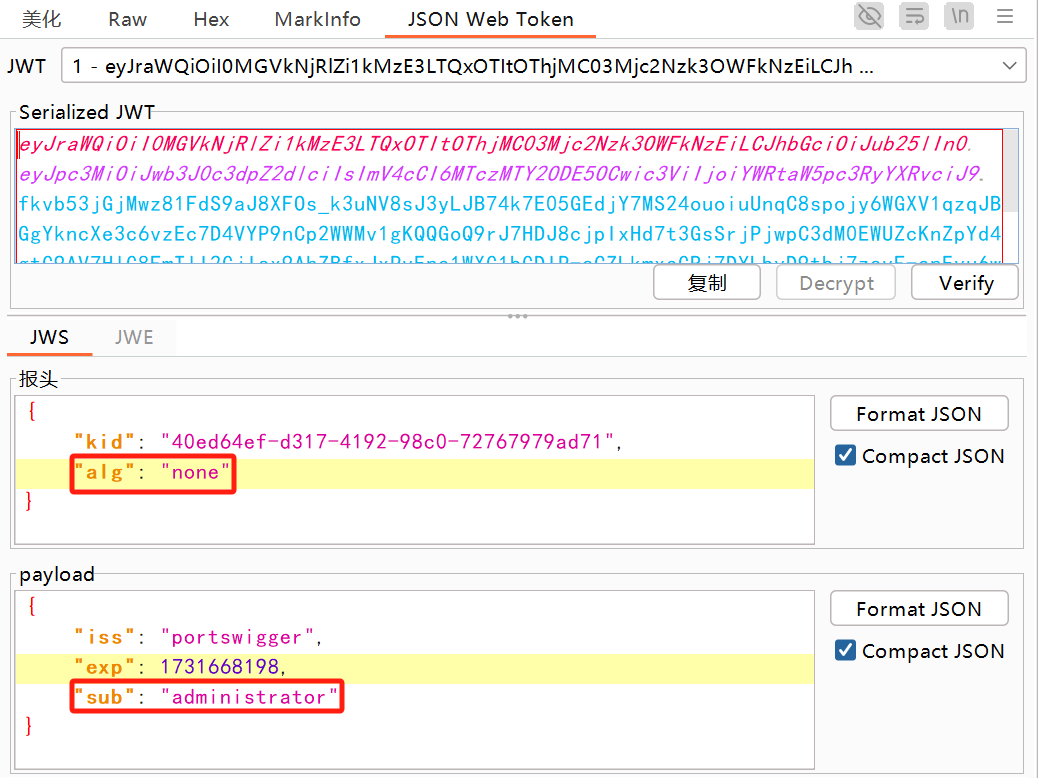 美化 Raw Hex MarkInfo JSON Web Token \n
JWT 1 - eyJraWQiOiI0MGVkNjRlZi1kMzE3LTQxOTItOThjMC03Mjc2Nzk3OWFkNzEiLCJh ...
Serialized JWT
eyJraWQiOiI0MGVkNjRlZi1kMzE3LTQxOTItOThjMC03Mjc2Nzk3OWFkNzEiLCJhbGciOiJub25lIn0.
eyJpc3MiOiJwb3J0c3dpZ2dlciIsImV4cCI6MTczMTY2ODE5OCwic3ViIjoiYWRtaW5pc3RyYXRvciJ9.
fkvb53jGjMwz81FdS9aJ8XFOs_k3uNV8sJ3yLJB74k7E05GEdjY7MS24ouoiuUnqC8spojy6WGXV1qzqJB
GgYkncXe3c6vzEc7D4VYP9nCp2WWMv1gKQQGoQ9rJ7HDJ8cjpIxHd7t3GsSrjPjwpC3dM0EWUZcKnZpYd4
复制 Decrypt Verify
JWS JWE
报头
{
"kid": "40ed64ef-d317-4192-98c0-72767979ad71",
"alg": "none"
}
Format JSON
Compact JSON
payload
{
"iss": "portswigger",
"exp": 1731668198,
"sub": "administrator"
}
Format JSON
Compact JSON